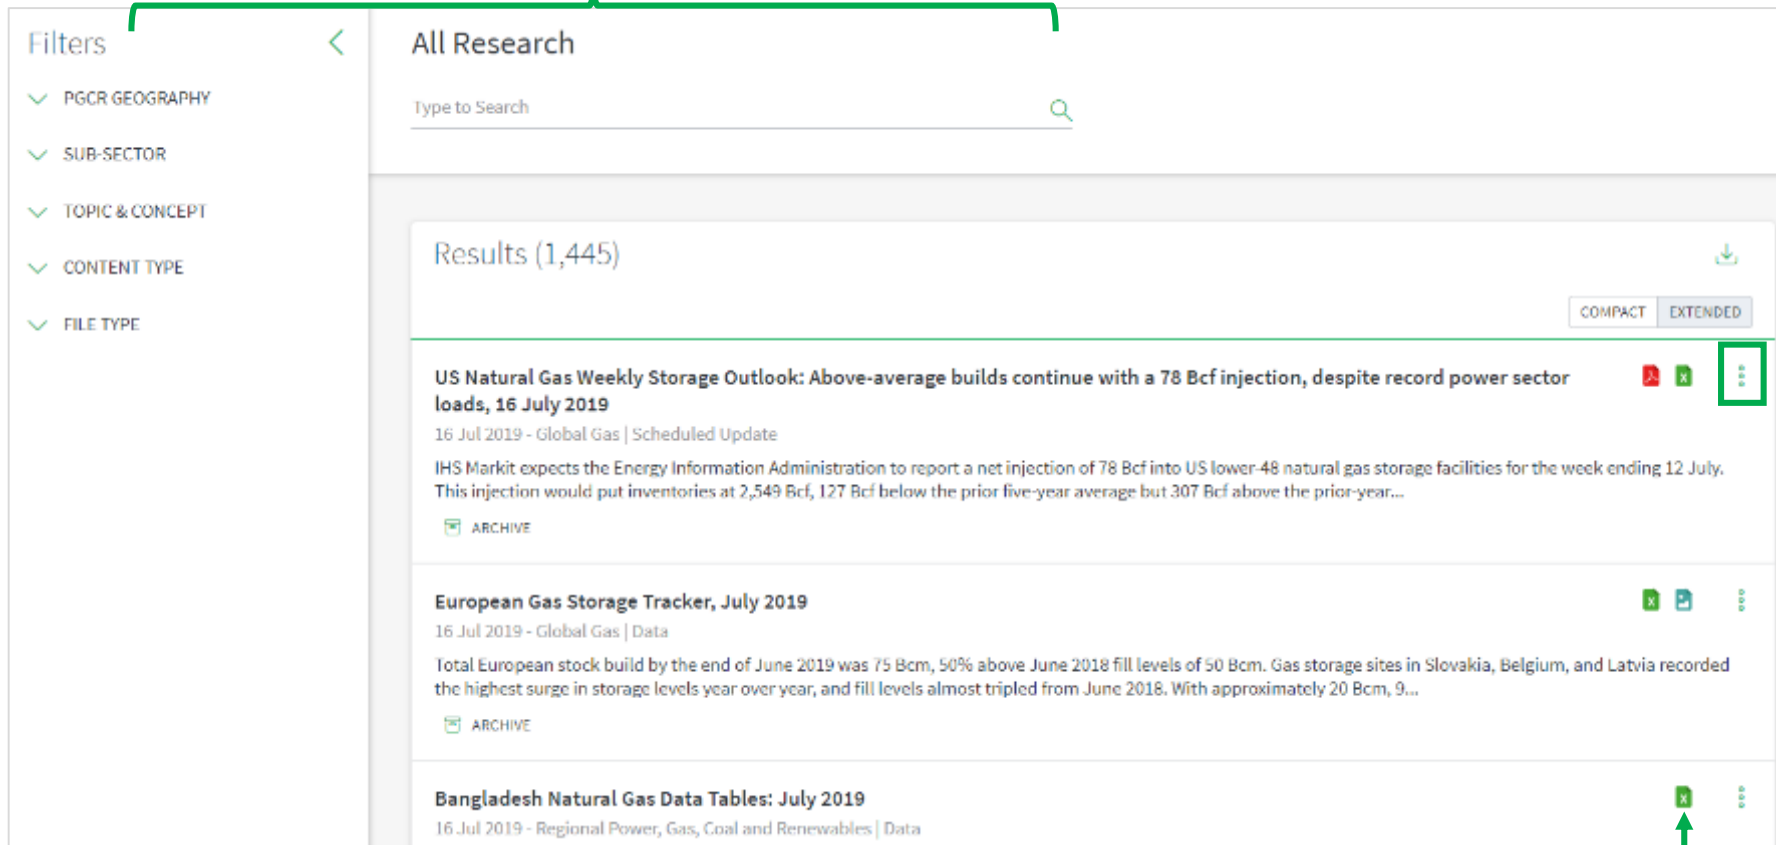 Filters
PGCR GEOGRAPHY
SUB-SECTOR
TOPIC & CONCEPT
CONTENT TYPE
FILE TYPE
All Research
Type to Search
Results (1,445)
COMPACT EXTENDED
US Natural Gas Weekly Storage Outlook: Above-average builds continue with a 78 Bcf injection, despite record power sector
loads, 16 July 2019
16 Jul 2019 - Global Gas | Scheduled Update
IHS Markit expects the Energy Information Administration to report a net injection of 78 Bcf into US lower-48 natural gas storage facilities for the week ending 12 July.
This injection would put inventories at 2,549 Bcf, 127 Bcf below the prior five-year average but 307 Bcf above the prior-year...
ARCHIVE
European Gas Storage Tracker, July 2019
16 Jul 2019 - Global Gas | Data
Total European stock build by the end of June 2019 was 75 Bcm, 50% above June 2018 fill levels of 50 Bcm. Gas storage sites in Slovakia, Belgium, and Latvia recorded
the highest surge in storage levels year over year, and fill levels almost tripled from June 2018. With approximately 20 Bcm, 9...
ARCHIVE
Bangladesh Natural Gas Data Tables: July 2019
16 Jul 2019 - Regional Power, Gas, Coal and Renewables | Data